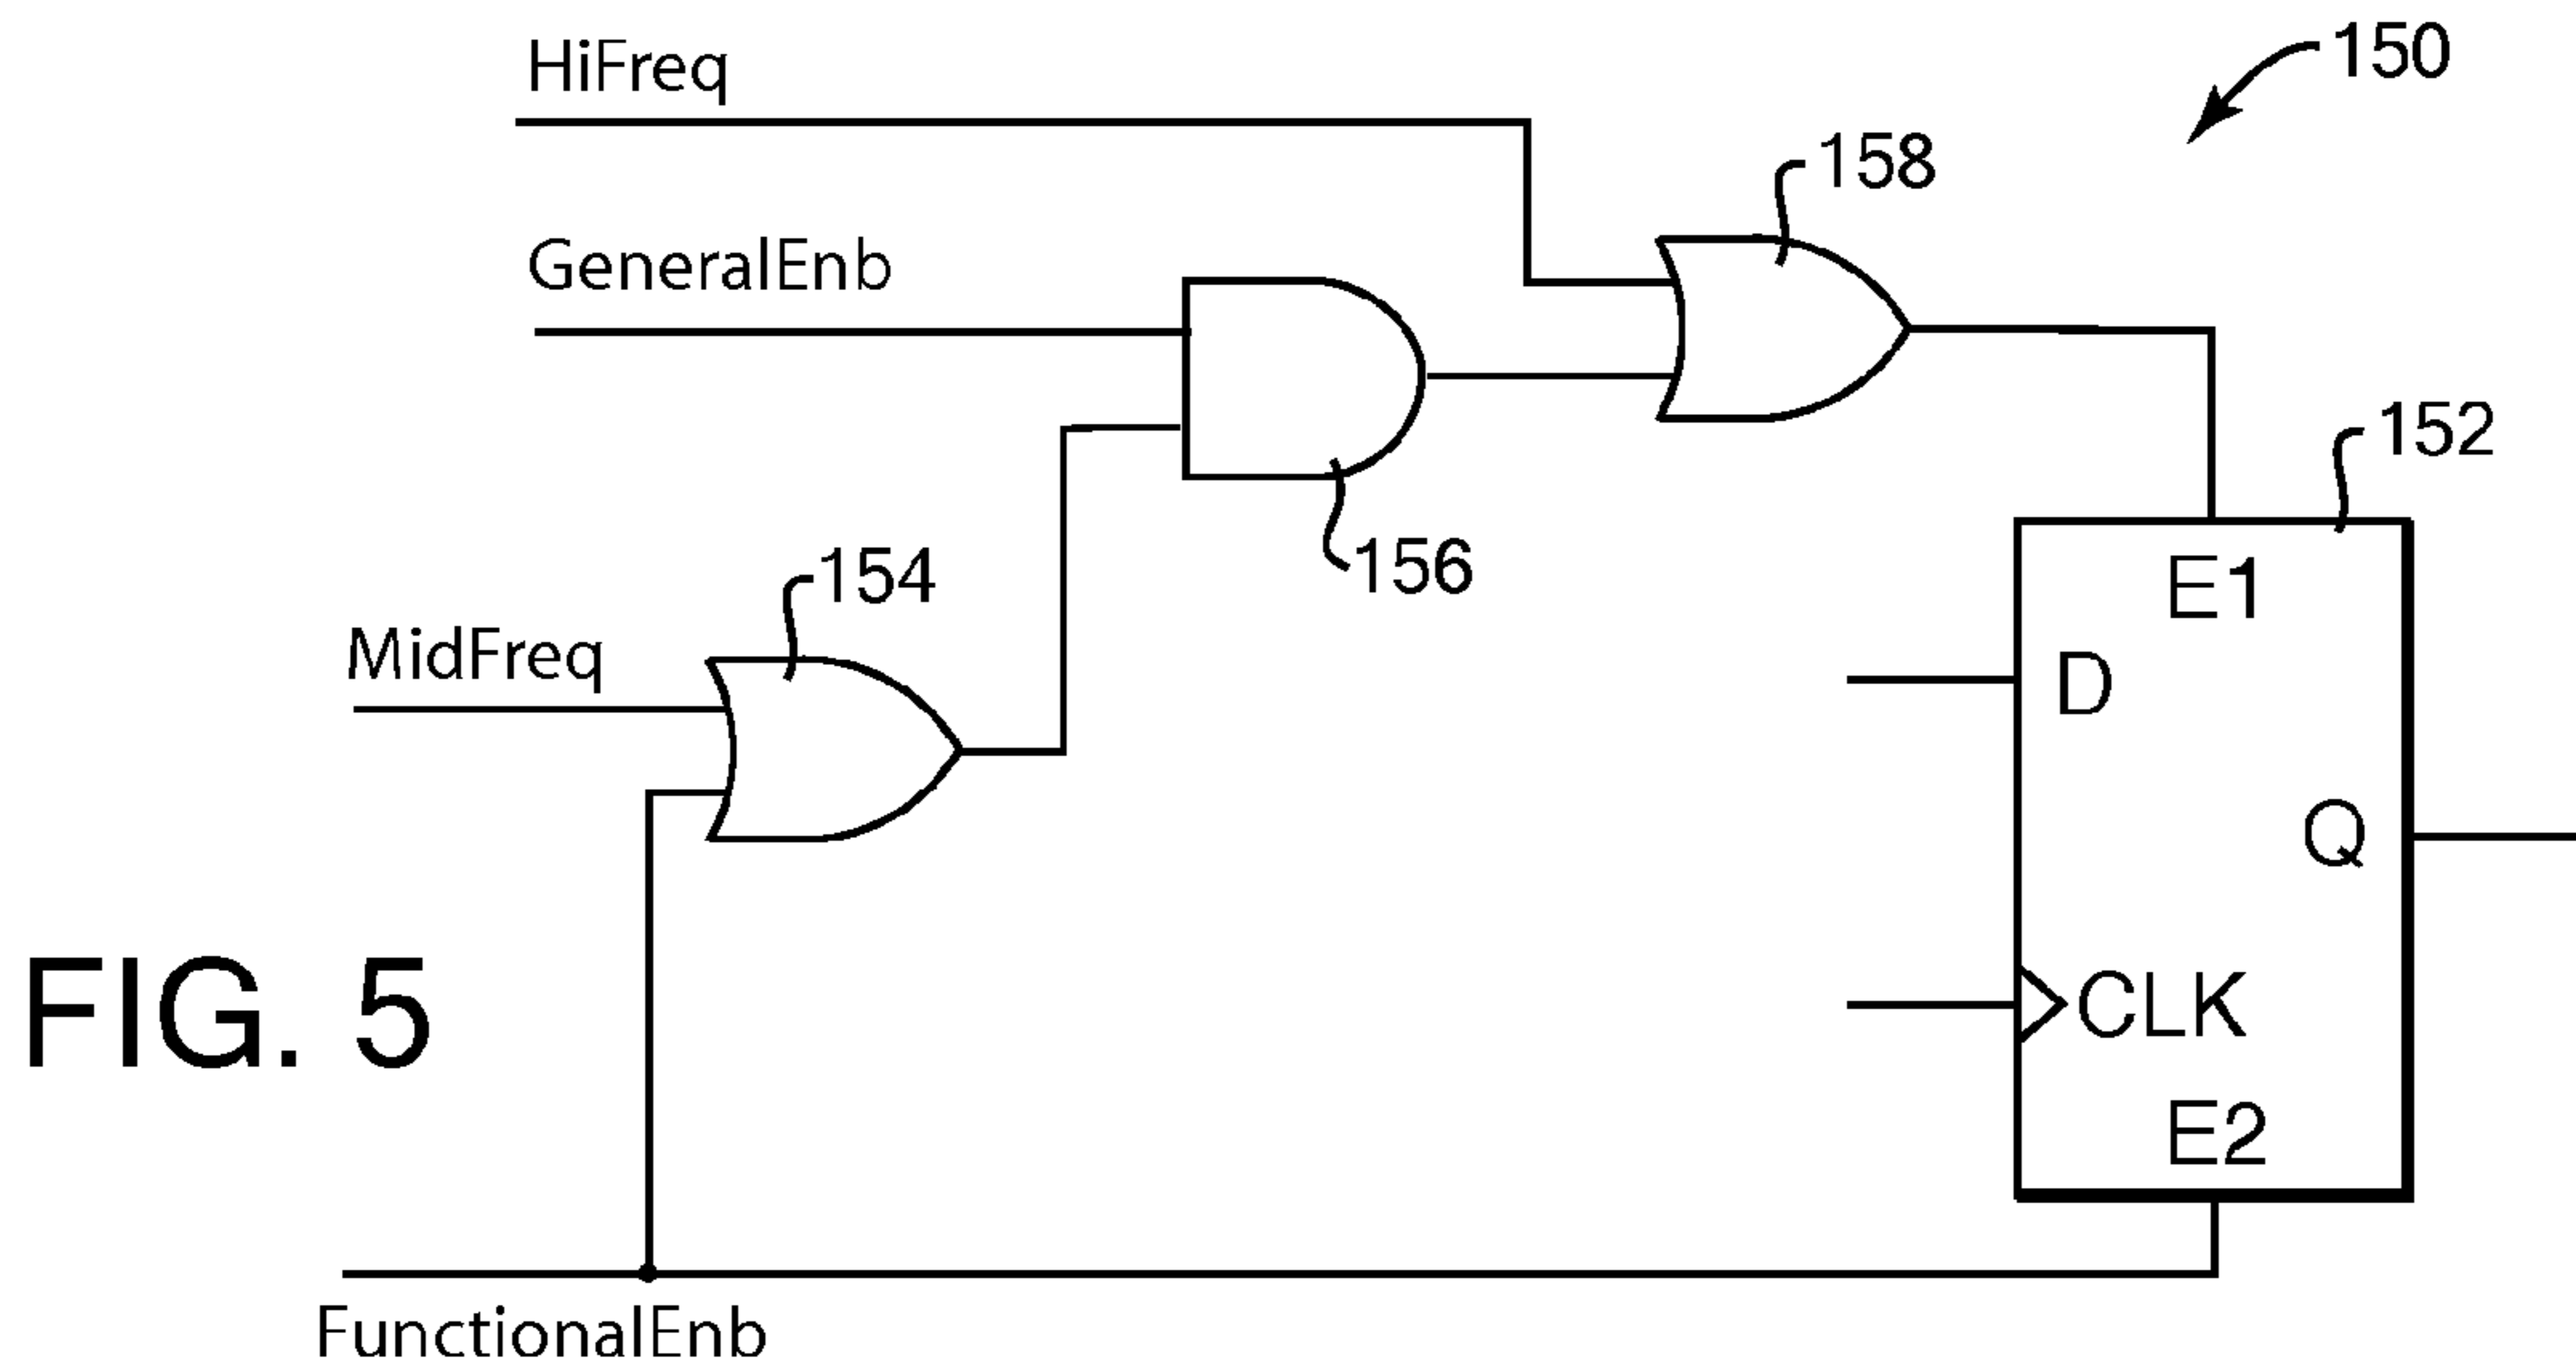 HiFreq
150
158
GeneralEnb
152
156
154
E1
MidFreq
D
Q
CLK
FIG. 5
E2
FunctionalEnb